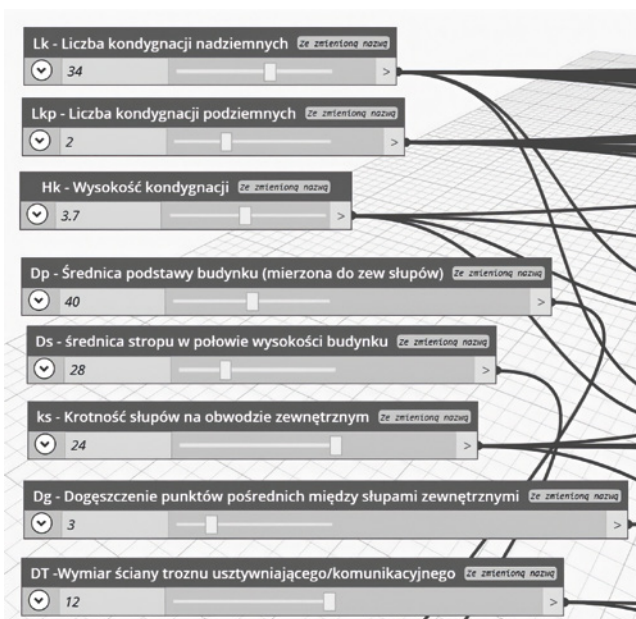 Lk - Liczba kondygnacji nadziemnych Ze zmienioną nazwą
34 >
Lkp - Liczba kondygnacji podziemnych Ze zmienioną nazwą
2 >
Hk - Wysokość kondygnacji Ze zmienioną nazwą
3.7 >
Dp - Średnica podstawy budynku (mierzona do zew słupów) Ze zmienioną nazwą
40 >
Ds - średnica stropu w połowie wysokości budynku Ze zmienioną nazwą
28 >
ks - Krotność słupów na obwodzie zewnętrznym Ze zmienioną nazwą
24 >
Dg - Dogęszczenie punktów pośrednich między słupami zewnętrznymi Ze zmienioną nazwą
3 >
DT -Wymiar ściany troznu usztywniającego/komunikacyjnego Ze zmienioną nazwą
12 >